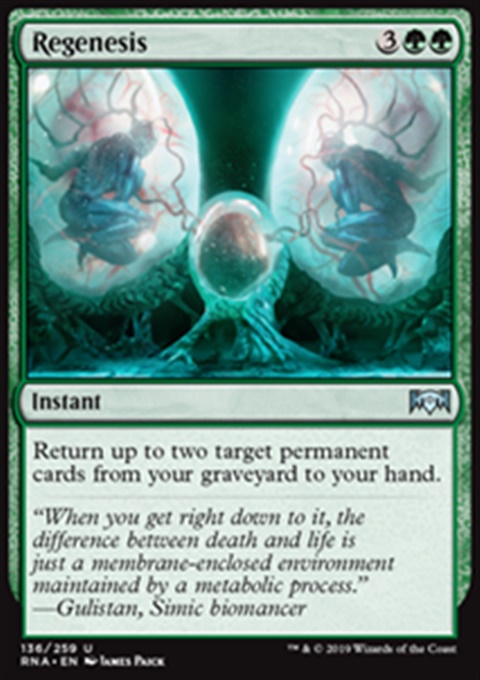 Regenesis 3
Instant
Return up to two target permanent
cards from your graveyard to your hand.
“When you get right down to it, the
difference between death and life is
just a membrane-enclosed environment
maintained by a metabolic process.”
—Gulistan, Simic biomancer
136/259 U
™ & © 2019 Wizards of the Coast
RNA • EN James Paick